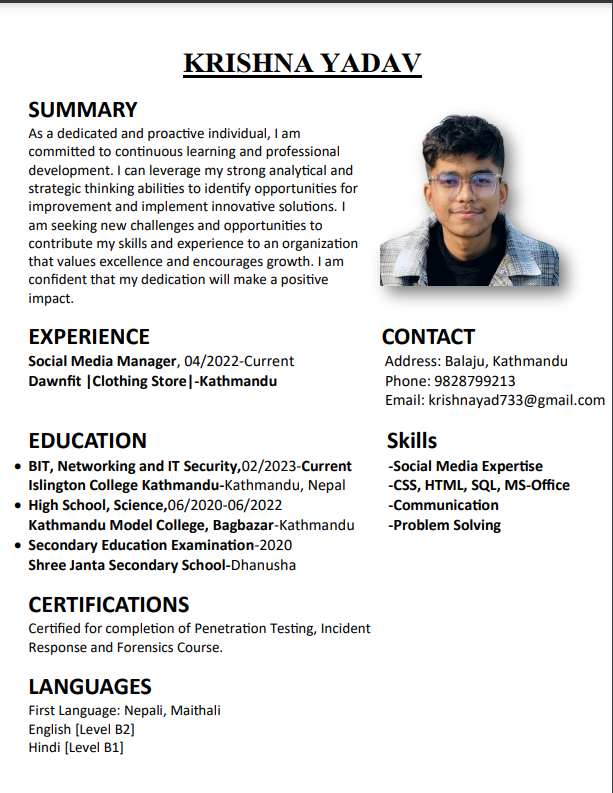 KRISHNA YADAV
SUMMARY
As a dedicated and proactive individual, I am
committed to continuous learning and professional
development. I can leverage my strong analytical and
strategic thinking abilities to identify opportunities for
improvement and implement innovative solutions. I
am seeking new challenges and opportunities to
contribute my skills and experience to an organization
that values excellence and encourages growth. I am
confident that my dedication will make a positive
impact.
EXPERIENCE
Social Media Manager, 04/2022-Current
Dawnfit |Clothing Store|-Kathmandu
CONTACT
Address: Balaju, Kathmandu
Phone: 9828799213
Email: krishnayad733@gmail.com
EDUCATION
• BIT, Networking and IT Security,02/2023-Current
Islington College Kathmandu-Kathmandu, Nepal
• High School, Science,06/2020-06/2022
Kathmandu Model College, Bagbazar-Kathmandu
• Secondary Education Examination-2020
Shree Janta Secondary School-Dhanusha
Skills
-Social Media Expertise
-CSS, HTML, SQL, MS-Office
-Communication
-Problem Solving
CERTIFICATIONS
Certified for completion of Penetration Testing, Incident
Response and Forensics Course.
LANGUAGES
First Language: Nepali, Maithali
English [Level B2]
Hindi [Level B1]